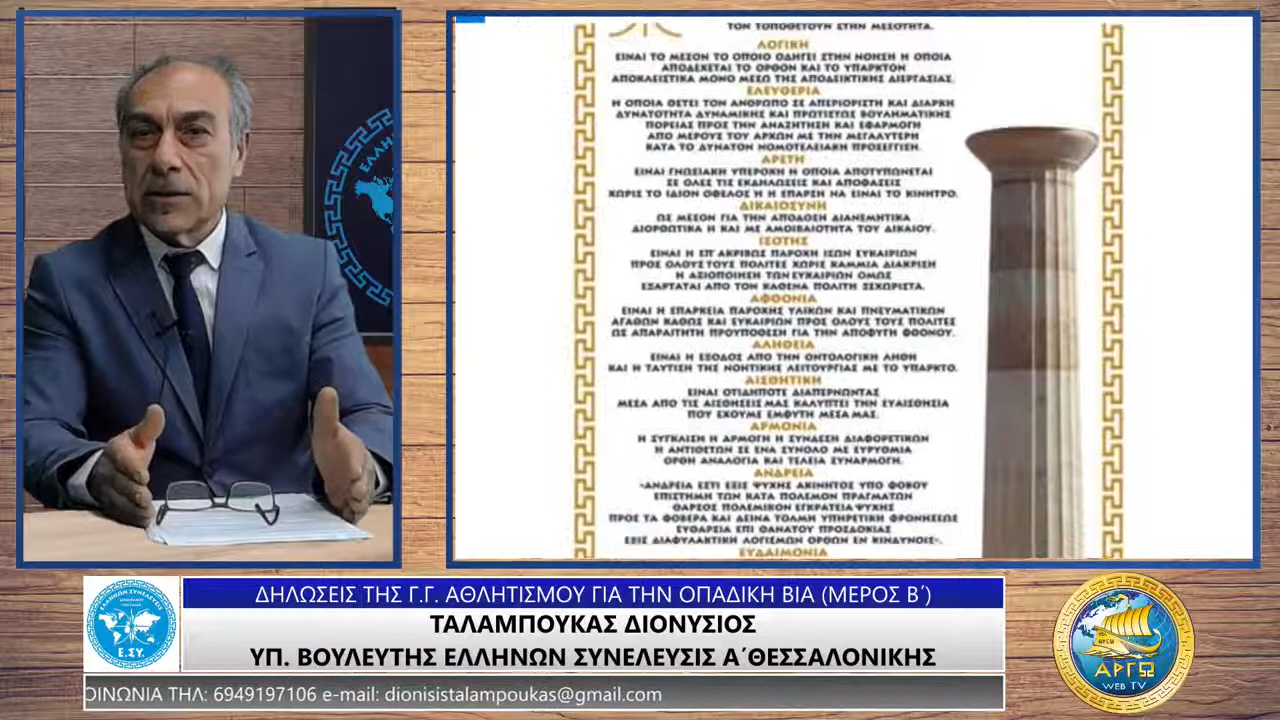 ΤΟΝ ΤΟΠΟΘΕΤΟΥΝ ΣΤΗΝ ΜΕΣΟΤΗΤΑ.
ΛΟΓΙΚΗ
ΕΙΝΑΙ ΤΟ ΜΕΣΟΝ ΤΟ ΟΠΟΙΟ ΟΔΗΓΕΙ ΣΤΗΝ ΝΟΗΣΗ Η ΟΠΟΙΑ
ΑΠΟΔΕΧΕΤΑΙ ΤΟ ΟΡΘΟΝ ΚΑΙ ΤΟ ΥΠΑΡΚΤΟΝ
ΑΠΟΚΛΕΙΣΤΙΚΑ ΜΟΝΟ ΜΕΣΩ ΤΗΣ ΑΠΟΔΕΙΚΤΙΚΗΣ ΔΙΕΡΓΑΣΙΑΣ.
ΕΛΕΥΘΕΡΙΑ
Η ΟΠΟΙΑ ΘΕΤΕΙ ΤΟΝ ΑΝΘΡΩΠΟ ΣΕ ΑΠΕΡΙΟΡΙΣΤΗ ΚΑΙ ΔΙΑΡΚΗ
ΔΥΝΑΤΟΤΗΤΑ ΔΥΝΑΜΙΚΗΣ ΚΑΙ ΠΡΩΤΙΣΤΩΣ ΒΟΥΛΗΜΑΤΙΚΗΣ
ΠΟΡΕΙΑΣ ΠΡΟΣ ΤΗΝ ΑΝΑΖΗΤΗΣΗ ΚΑΙ ΕΦΑΡΜΟΓΗ
ΑΠΟ ΜΕΡΟΥΣ ΤΟΥ ΑΡΧΩΝ ΜΕ ΤΗΝ ΜΕΓΑΛΥΤΕΡΗ
ΚΑΤΑ ΤΟ ΔΥΝΑΤΟΝ ΝΟΜΟΤΕΛΕΙΑΚΗ ΠΡΟΣΕΓΓΙΣΗ.
ΑΡΕΤΗ
ΕΙΝΑΙ ΓΝΩΣΙΑΚΗ ΥΠΕΡΟΧΗ Η ΟΠΟΙΑ ΑΠΟΤΥΠΩΝΕΤΑΙ
ΣΕ ΟΛΕΣ ΤΙΣ ΕΚΔΗΛΩΣΕΙΣ ΚΑΙ ΑΠΟΦΑΣΕΙΣ
ΧΩΡΙΣ ΤΟ ΙΔΙΟΝ ΟΦΕΛΟΣ Η Η ΕΠΑΡΣΗ ΝΑ ΕΙΝΑΙ ΤΟ ΚΙΝΗΤΡΟ.
ΔΙΚΑΙΟΣΥΝΗ
ΩΣ ΜΕΣΟΝ ΓΙΑ ΤΗΝ ΑΠΟΔΟΣΗ ΔΙΑΝΕΜΗΤΙΚΑ
ΔΙΟΡΘΩΤΙΚΑ Η ΚΑΙ ΜΕ ΑΜΟΙΒΑΙΟΤΗΤΑ ΤΟΥ ΔΙΚΑΙΟΥ.
ΙΣΟΤΗΣ
ΕΙΝΑΙ Η ΕΠ' ΑΚΡΙΒΩΣ ΠΑΡΟΧΗ ΙΣΩΝ ΕΥΚΑΙΡΙΩΝ
ΠΡΟΣ ΟΛΟΥΣ ΤΟΥΣ ΠΟΛΙΤΕΣ ΧΩΡΙΣ ΚΑΜΜΙΑ ΔΙΑΚΡΙΣΗ
Η ΑΞΙΟΠΟΙΗΣΗ ΤΩΝ ΕΥΚΑΙΡΙΩΝ ΟΜΩΣ
ΕΞΑΡΤΑΤΑΙ ΑΠΟ ΤΟΝ ΚΑΘΕΝΑ ΠΟΛΙΤΗ ΞΕΧΩΡΙΣΤΑ.
ΑΦΘΟΝΙΑ
ΕΙΝΑΙ Η ΕΠΑΡΚΕΙΑ ΠΑΡΟΧΗΣ ΥΛΙΚΩΝ ΚΑΙ ΠΝΕΥΜΑΤΙΚΩΝ
ΑΓΑΘΩΝ ΚΑΘΩΣ ΚΑΙ ΕΥΚΑΙΡΙΩΝ ΠΡΟΣ ΟΛΟΥΣ ΤΟΥΣ ΠΟΛΙΤΕΣ
ΩΣ ΑΠΑΡΑΙΤΗΤΗ ΠΡΟΥΠΟΘΕΣΗ ΓΙΑ ΤΗΝ ΑΠΟΦΥΓΗ ΦΘΟΝΟΥ.
ΑΛΗΘΕΙΑ
ΕΙΝΑΙ Η ΕΞΟΔΟΣ ΑΠΟ ΤΗΝ ΟΝΤΟΛΟΓΙΚΗ ΛΗΘΗ
ΚΑΙ Η ΤΑΥΤΙΣΗ ΤΗΣ ΝΟΗΤΙΚΗΣ ΛΕΙΤΟΥΡΓΙΑΣ ΜΕ ΤΟ ΥΠΑΡΚΤΟ.
ΑΙΣΘΗΤΙΚΗ
ΕΙΝΑΙ ΟΤΙΔΗΠΟΤΕ ΔΙΑΠΕΡΝΩΝΤΑΣ
ΜΕΣΑ ΑΠΟ ΤΙΣ ΑΙΣΘΗΣΕΙΣ ΜΑΣ ΚΑΛΥΠΤΕΙ ΤΗΝ ΕΥΑΙΣΘΗΣΙΑ
ΠΟΥ ΕΧΟΥΜΕ ΕΜΦΥΤΗ ΜΕΣΑ ΜΑΣ.
ΑΡΜΟΝΙΑ
Η ΣΥΓΚΛΙΣΗ Η ΑΡΜΟΓΗ Η ΣΥΝΔΕΣΗ ΔΙΑΦΟΡΕΤΙΚΩΝ
Η ΑΝΤΙΘΕΤΩΝ ΣΕ ΕΝΑ ΣΥΝΟΛΟ ΜΕ ΕΥΡΥΘΜΙΑ
ΟΡΘΗ ΑΝΑΛΟΓΙΑ ΚΑΙ ΤΕΛΕΙΑ ΣΥΝΑΡΜΟΓΗ.
ΑΝΔΡΕΙΑ
«ΑΝΔΡΕΙΑ ΕΣΤΙ ΕΞΙΣ ΨΥΧΗΣ ΑΚΙΝΗΤΟΣ ΥΠΟ ΦΟΒΟΥ
ΕΠΙΣΤΗΜΗ ΤΩΝ ΚΑΤΑ ΠΟΛΕΜΟΝ ΠΡΑΓΜΑΤΩΝ
ΘΑΡΣΟΣ ΠΟΛΕΜΙΚΟΝ ΕΓΚΡΑΤΕΙΑ ΨΥΧΗΣ
ΠΡΟΣ ΤΑ ΦΟΒΕΡΑ ΚΑΙ ΔΕΙΝΑ ΤΟΛΜΗ ΥΠΗΡΕΤΙΚΗ ΦΡΟΝΗΣΕΩΣ
ΕΥΘΑΡΣΙΑ ΕΠΙ ΘΑΝΑΤΟΥ ΠΡΟΣΔΟΚΙΑΣ
ΕΞΙΣ ΔΙΑΦΥΛΑΚΤΙΚΗ ΛΟΓΙΣΜΩΝ ΟΡΘΩΝ ΕΝ ΚΙΝΔΥΝΟΙΣ».
ΕΥΔΑΙΜΟΝΙΑ
ΔΗΛΩΣΕΙΣ ΤΗΣ Γ.Γ. ΑΘΛΗΤΙΣΜΟΥ ΓΙΑ ΤΗΝ ΟΠΑΔΙΚΗ ΒΙΑ (ΜΕΡΟΣ Β΄)
ΤΑΛΑΜΠΟΥΚΑΣ ΔΙΟΝΥΣΙΟΣ
ΥΠ. ΒΟΥΛΕΥΤΗΣ ΕΛΛΗΝΩΝ ΣΥΝΕΛΕΥΣΙΣ Α΄ΘΕΣΣΑΛΟΝΙΚΗΣ
ΟΙΝΩΝΙΑ ΤΗΛ: 6949197106 e-mail: dionisistalampoukas@gmail.com
ΕΛΛΗΝΩΝ ΣΥΝΕΛΕΥΣΙΣ
Ε.ΣΥ.
ΑΡΓΩ
WEB TV